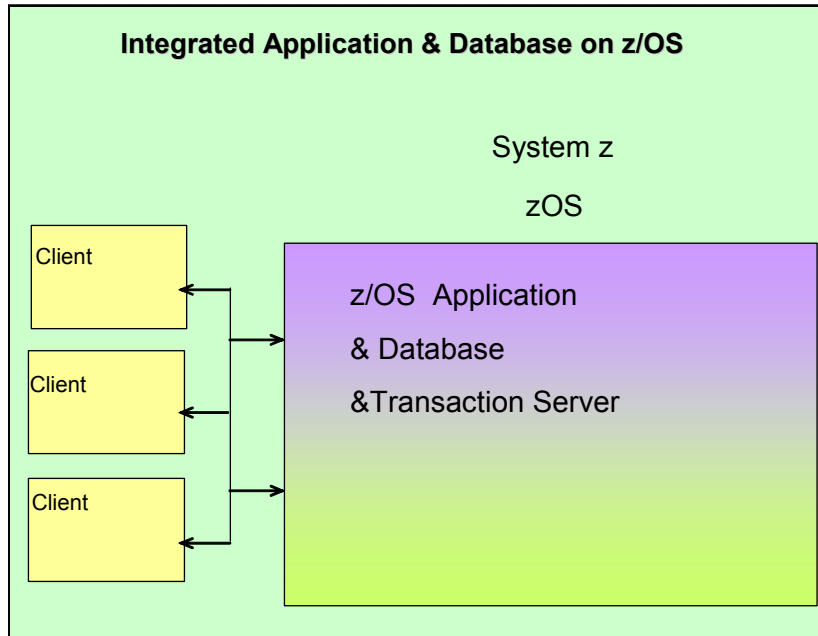 Integrated Application & Database on z/OS
System z
zOS
Client
Client
Client
z/OS Application
& Database
&Transaction Server